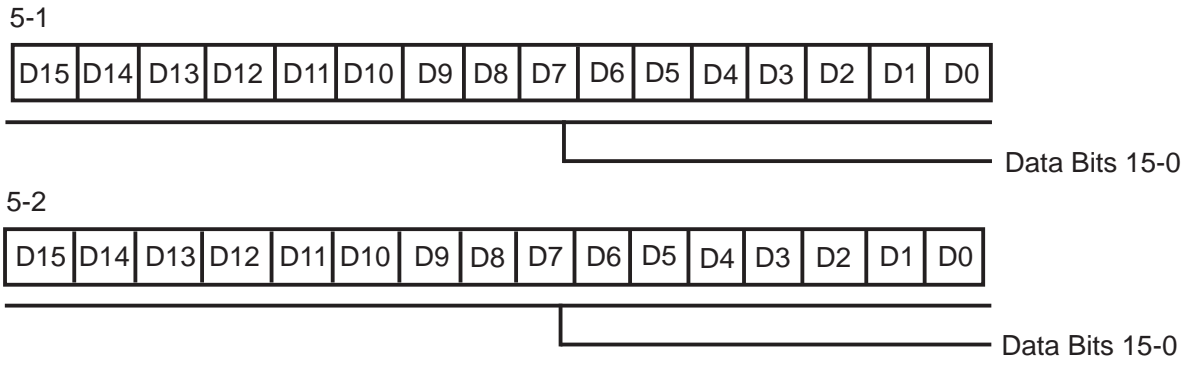 5-1
D15 D14 D13 D12 D11 D10 D9 D8 D7 D6 D5 D4 D3 D2 D1 D0
Data Bits 15-0
5-2
D15 D14 D13 D12 D11 D10 D9 D8 D7 D6 D5 D4 D3 D2 D1 D0
Data Bits 15-0